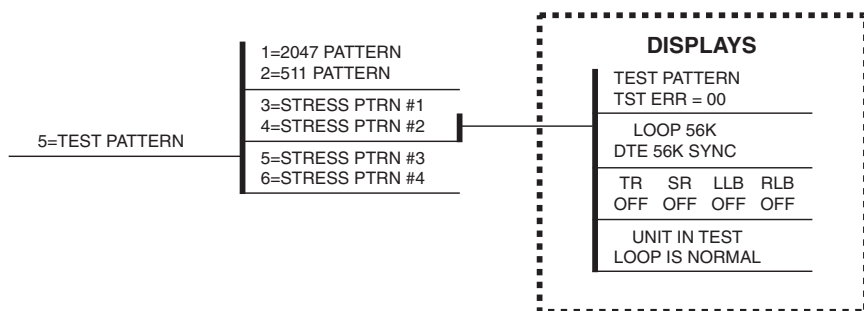 5=TEST PATTERN
1=2047 PATTERN
2=511 PATTERN
3=STRESS PTRN #1
4=STRESS PTRN #2
5=STRESS PTRN #3
6=STRESS PTRN #4
DISPLAYS
TEST PATTERN
TST ERR = 00
LOOP 56K
DTE 56K SYNC
TR SR LLB RLB
OFF OFF OFF OFF
UNIT IN TEST
LOOP IS NORMAL